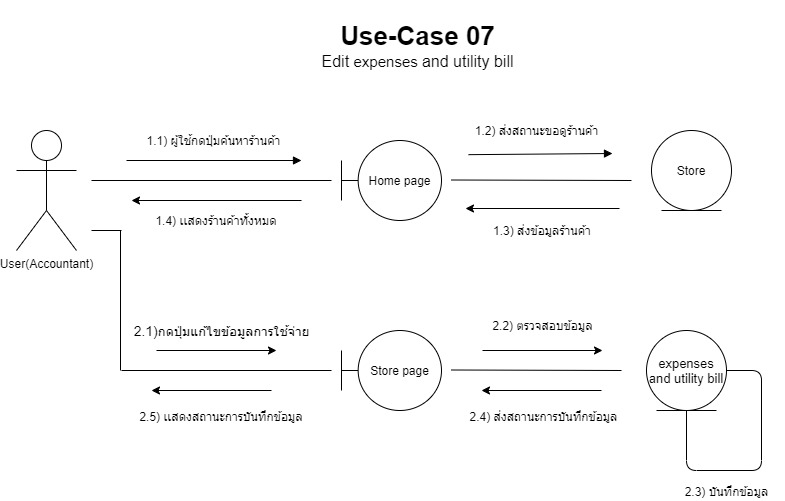 Use-Case 07
Edit expenses and utility bill
1.1) ผู้ใช้กดปุ่มค้นหาร้านค้า
1.2) ส่งสถานะขอดูร้านค้า
Home page
Store
1.4) แสดงร้านค้าทั้งหมด
1.3) ส่งข้อมูลร้านค้า
User(Accountant)
2.1)กดปุ่มแก้ไขข้อมูลการใช้จ่าย
2.2) ตรวจสอบข้อมูล
Store page
expenses
and utility bill
2.5) แสดงสถานะการบันทึกข้อมูล
2.4) ส่งสถานะการบันทึกข้อมูล
2.3) บันทึกข้อมูล